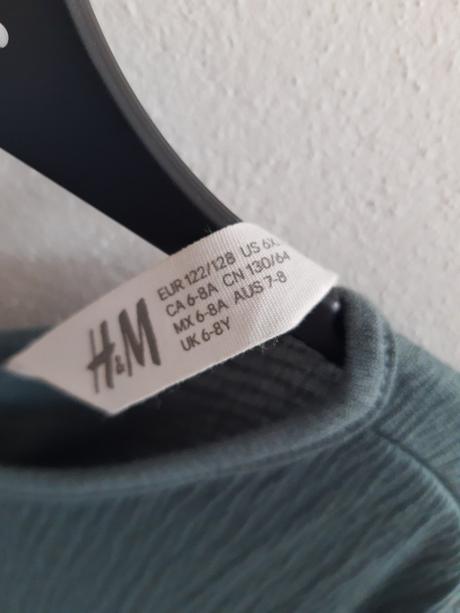 H&M
EUR 122/128 US 6X
CA 6-8A CN 130/64
MX 6-8A AUS 7-8
UK 6-8Y